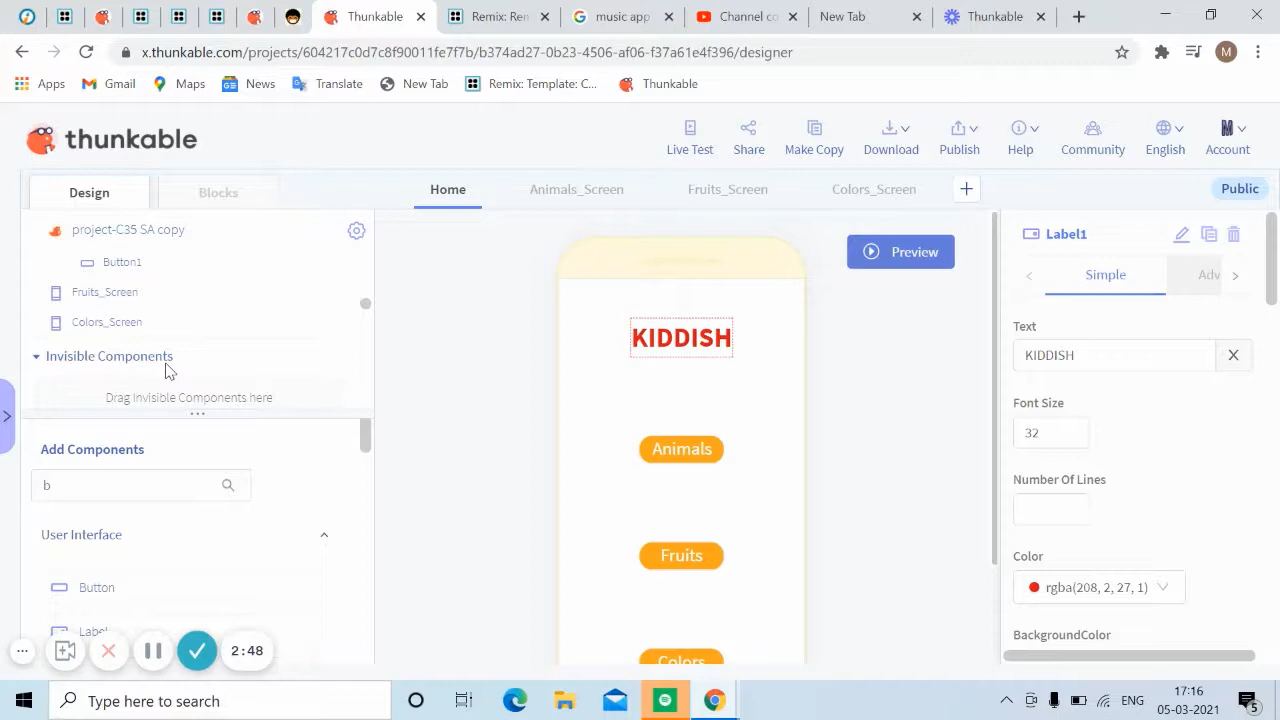 Thunkable
Remix: Ren
music app
Channel co
New Tab
Thunkable
x.thunkable.com/projects/604217c0d7c8f90011fe7f7b/b374ad27-0b23-4506-af06-f37a61e4f396/designer
M
Apps
Gmail
Maps
News
Translate
New Tab
Remix: Template: C...
Thunkable
thunkable
Live Test
Share
Make Copy
Download
Publish
Help
Community
English
Account
Design
Blocks
Home
Animals_Screen
Fruits_Screen
Colors_Screen
Public
project-C35 SA copy
Button1
Fruits_Screen
Colors_Screen
Invisible Components
Drag Invisible Components here
Add Components
b
User Interface
Button
Label
2:48
Preview
KIDDISH
Animals
Fruits
Colors
Label1
Simple
Adv
Text
KIDDISH
X
Font Size
32
Number Of Lines
Color
rgba(208, 2, 27, 1)
BackgroundColor
Type here to search
ENG
17:16
05-03-2021
5